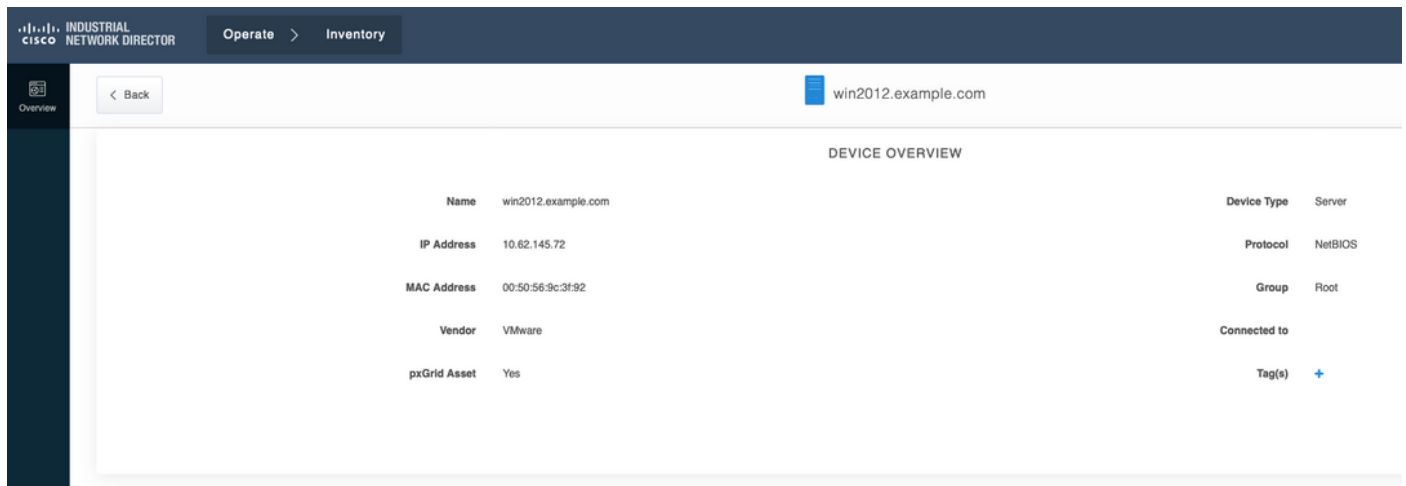 CISCO INDUSTRIAL NETWORK DIRECTOR
Operate > Inventory
Overview
< Back
win2012.example.com
DEVICE OVERVIEW
Name win2012.example.com
Device Type Server
IP Address 10.62.145.72
Protocol NetBIOS
MAC Address 00:50:56:9c:3f:92
Group Root
Vendor VMware
Connected to
pxGrid Asset Yes
Tag(s) +